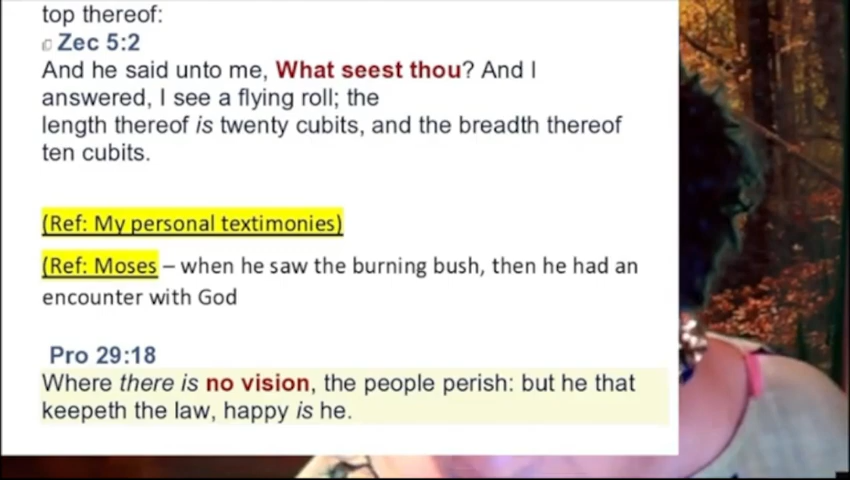 top thereof:
Zec 5:2
And he said unto me, What seest thou? And I
answered, I see a flying roll; the
length thereof is twenty cubits, and the breadth thereof
ten cubits.
(Ref: My personal textimonies)
(Ref: Moses – when he saw the burning bush, then he had an
encounter with God
Pro 29:18
Where there is no vision, the people perish: but he that
keepeth the law, happy is he.